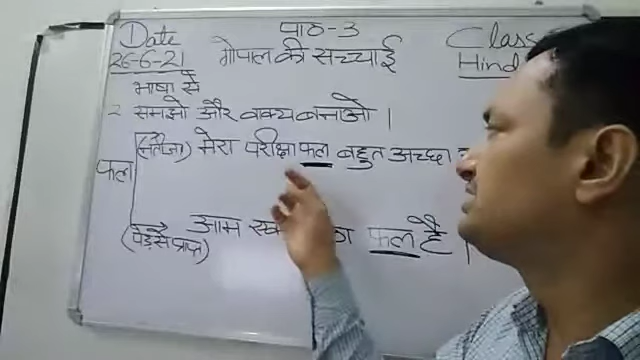 Date
26-6-21
पाठ-3
Class
Hindi
गोपाल की सच्चाई
भाषा से
2 समझो और वाक्य बनाओ।
फल
(नतीजा) मेरा परीक्षा फल बहुत अच्छा
(पेड़ से प्राप्त) आम फल है।